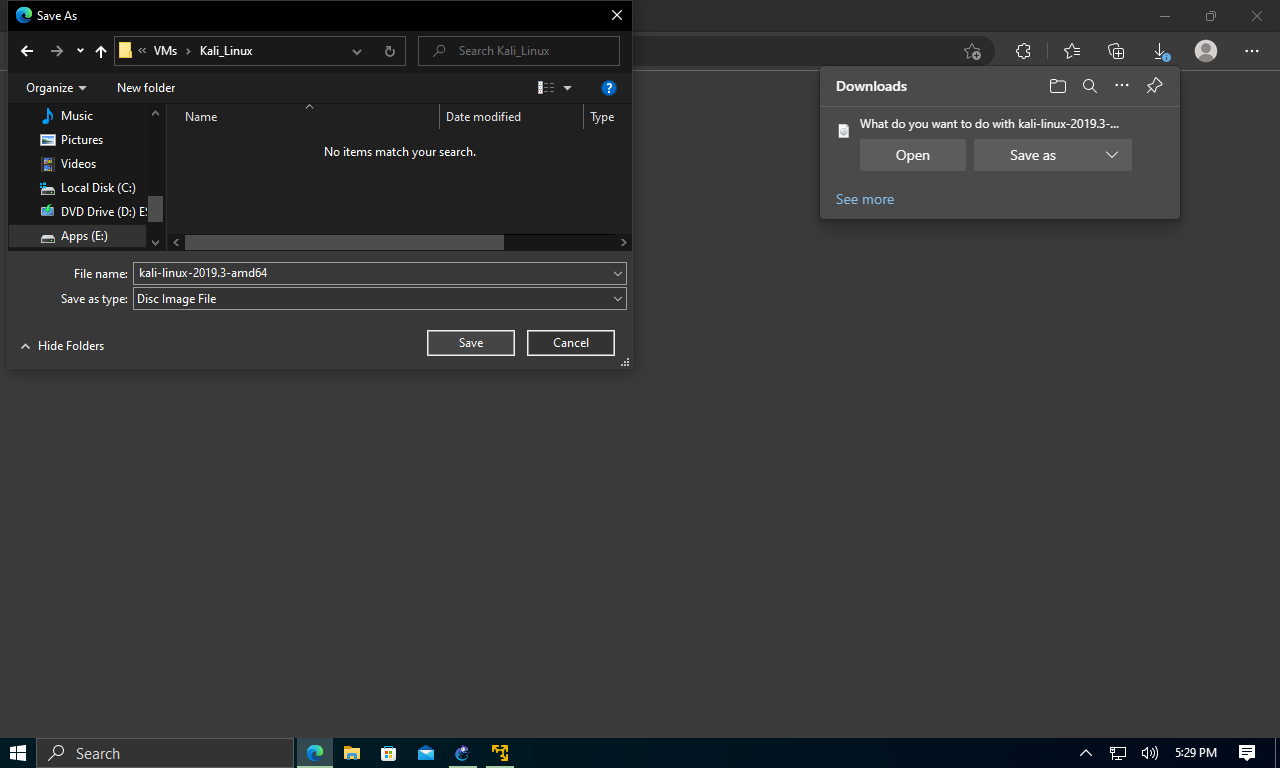 Save As
VMs
Kali_Linux
Search Kali_Linux
Organize
New folder
Name
Date modified
Type
No items match your search.
Music
Pictures
Videos
Local Disk (C:)
DVD Drive (D:) ES
Apps (E:)
File name:
kali-linux-2019.3-amd64
Save as type:
Disc Image File
Hide Folders
Save
Cancel
Downloads
What do you want to do with kali-linux-2019.3-...
Open
Save as
See more
Search
5:29 PM